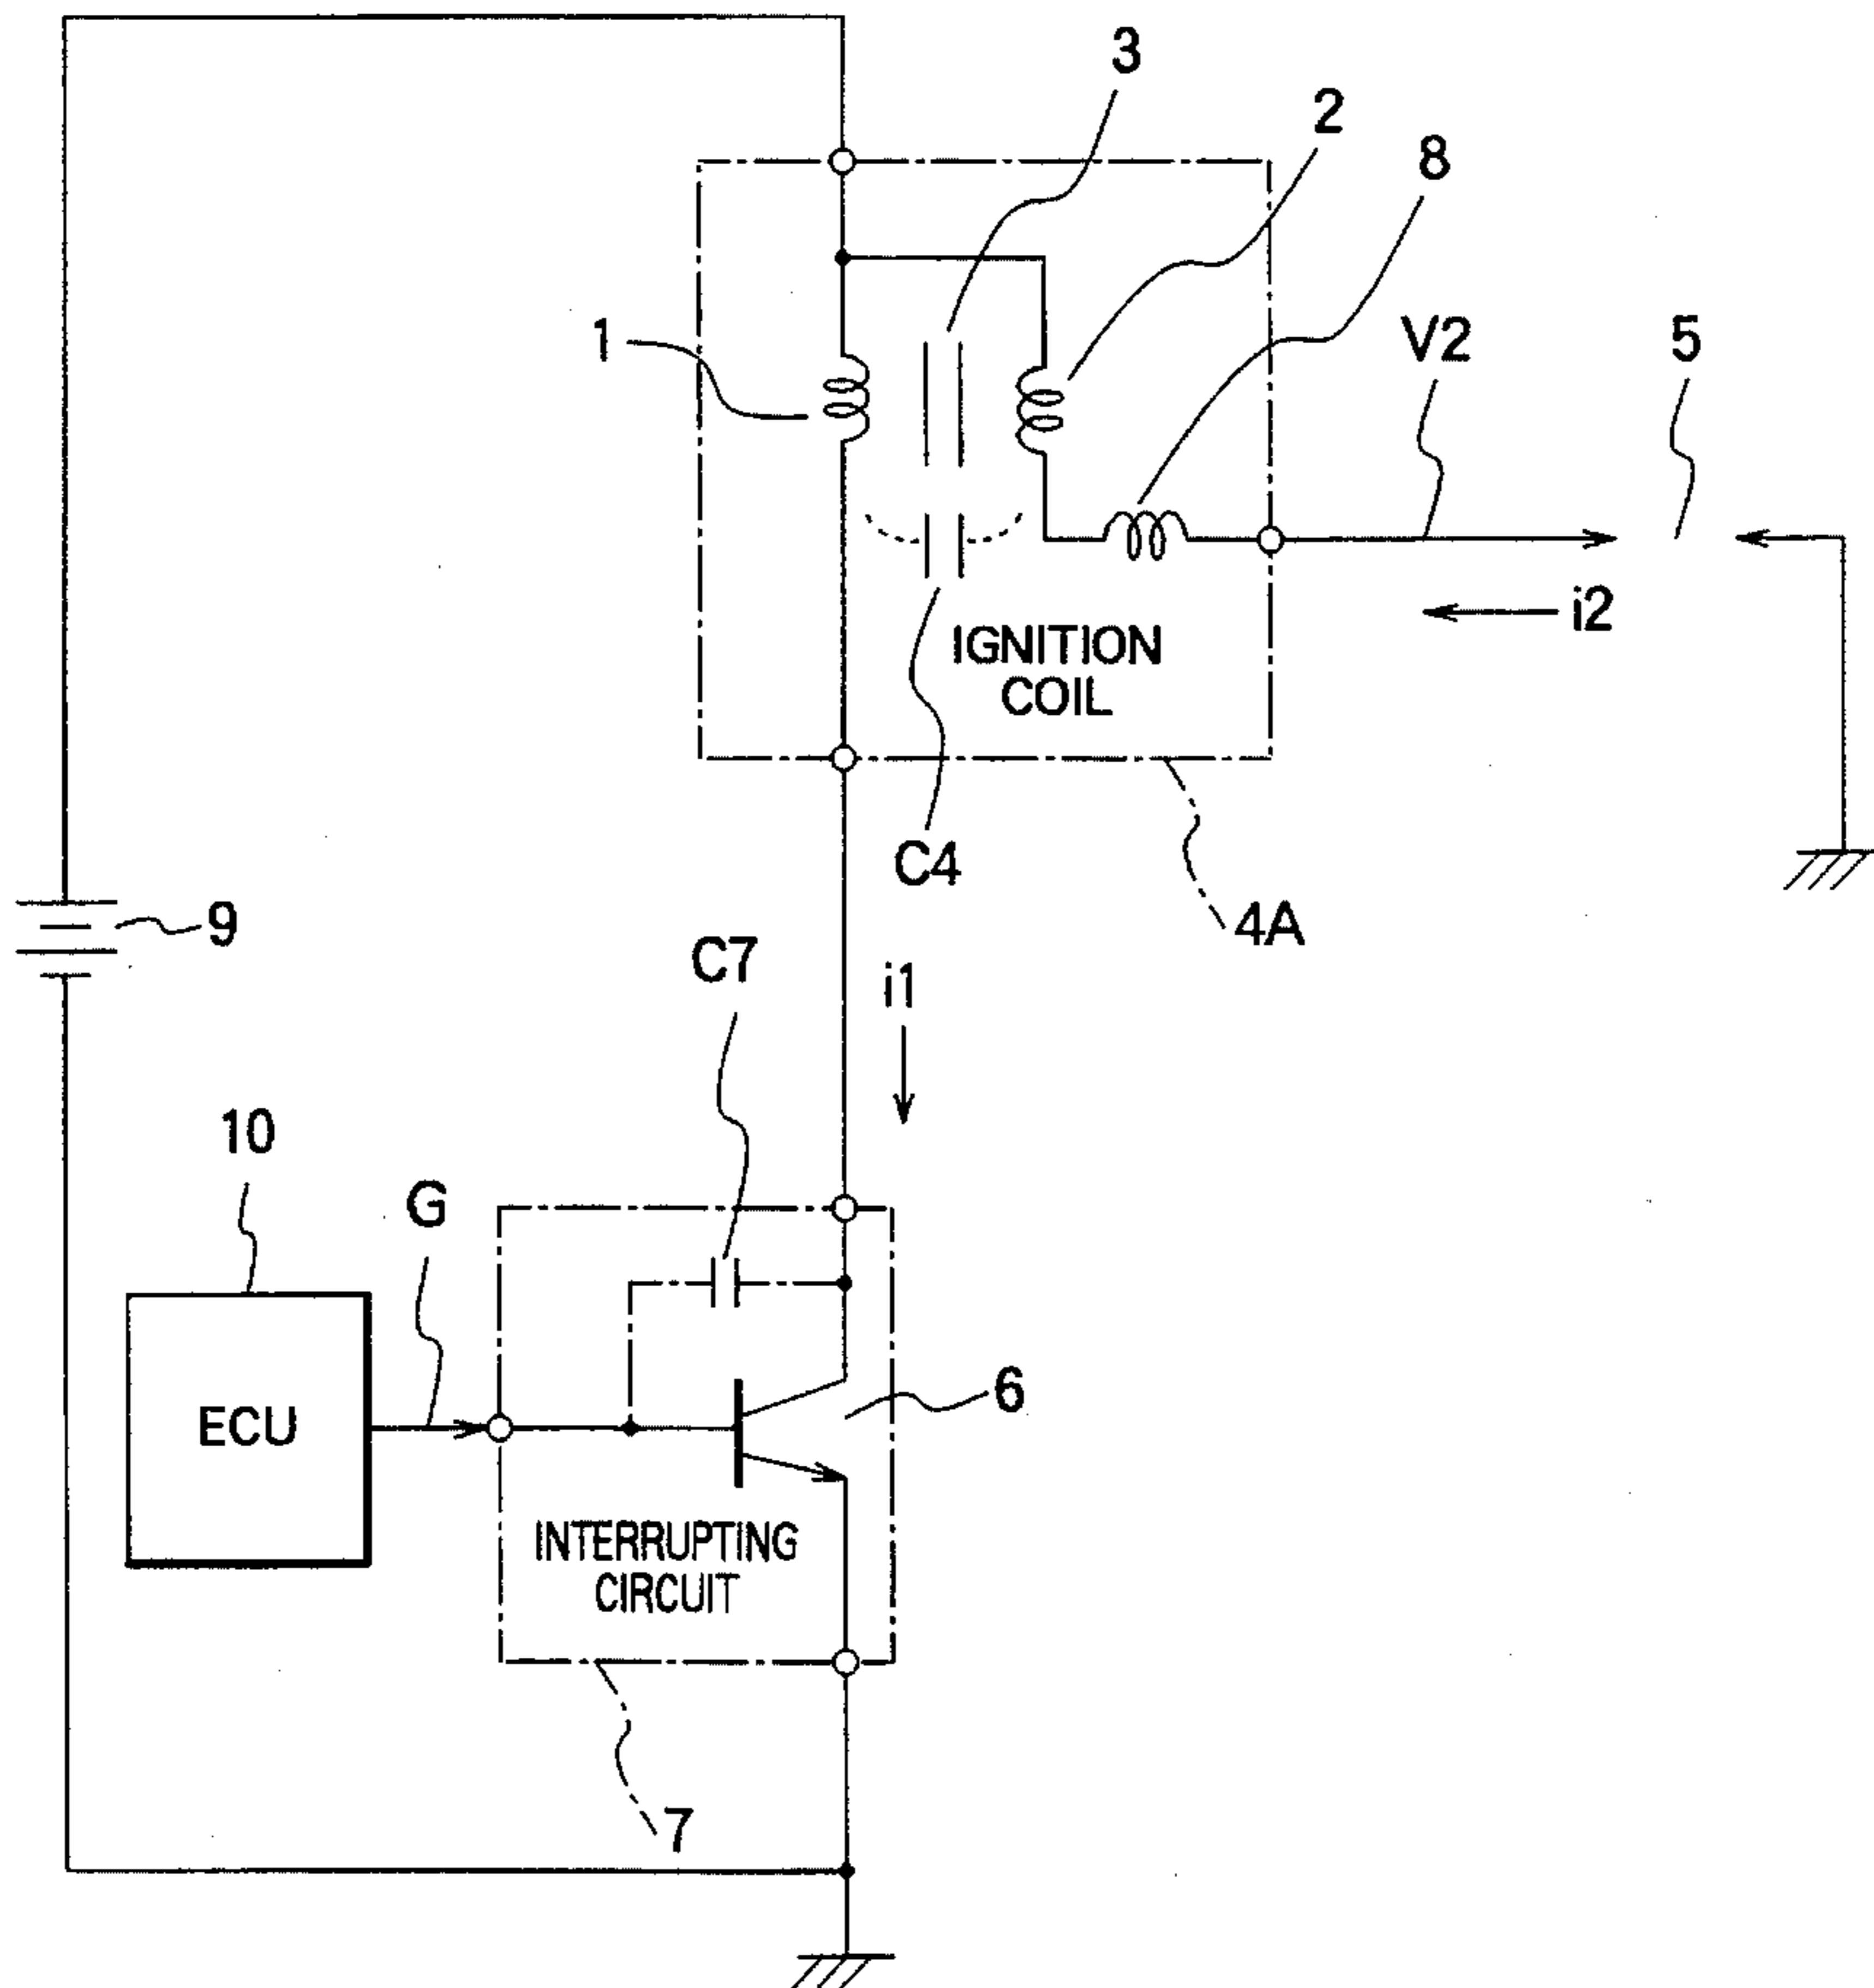 3
2
8
1
V2
5
i2
IGNITION
COIL
C4
4A
9
C7
i1
10
G
6
ECU
INTERRUPTING
CIRCUIT
7